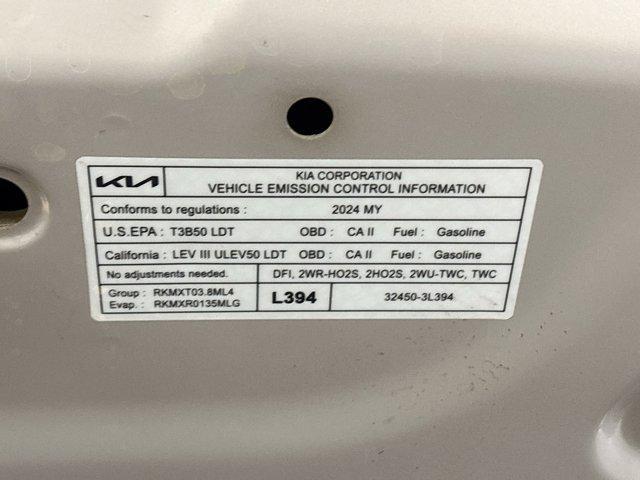 KIA
KIA CORPORATION
VEHICLE EMISSION CONTROL INFORMATION
Conforms to regulations : 2024 MY
U.S.EPA : T3B50 LDT OBD : CA II Fuel : Gasoline
California : LEV III ULEV50 LDT OBD : CA II Fuel : Gasoline
No adjustments needed. DFI, 2WR-HO2S, 2HO2S, 2WU-TWC, TWC
Group : RKMXT03.8ML4
Evap. : RKMXR0135MLG
L394
32450-3L394